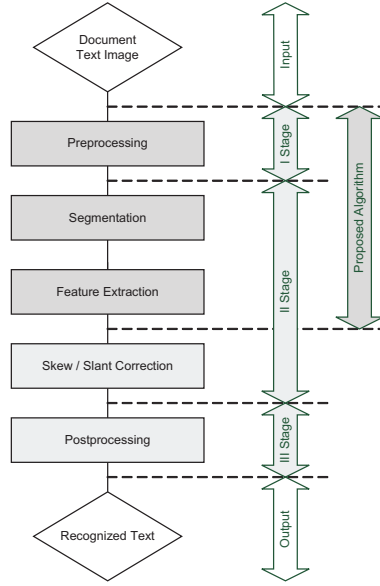 Document
Text Image
Input
Preprocessing
I Stage
Segmentation
Proposed Algorithm
Feature Extraction
II Stage
Skew / Slant Correction
Postprocessing
III Stage
Recognized Text
Output